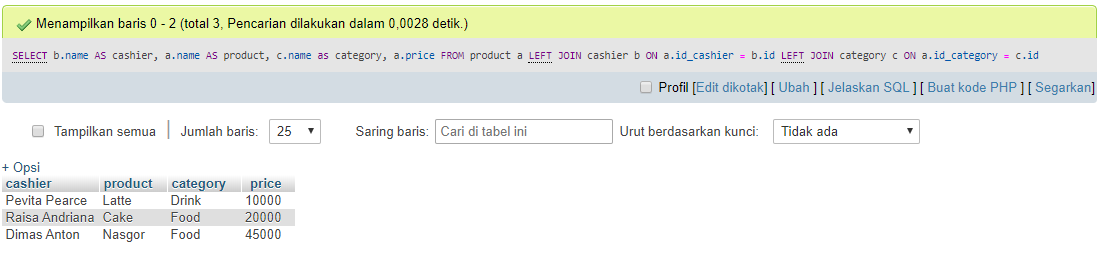 Menampilkan baris 0 - 2 (total 3, Pencarian dilakukan dalam 0,0028 detik.)
SELECT b.name AS cashier, a.name AS product, c.name as category, a.price FROM product a LEFT JOIN cashier b ON a.id_cashier = b.id LEFT JOIN category c ON a.id_category = c.id
Profil [Edit dikotak] [ Ubah ] [ Jelaskan SQL ] [ Buat kode PHP ] [ Segarkan]
Tampilkan semua | Jumlah baris: 25 Saring baris: Cari di tabel ini Urut berdasarkan kunci: Tidak ada
+ Opsi
cashier product category price
Pevita Pearce Latte Drink 10000
Raisa Andriana Cake Food 20000
Dimas Anton Nasgor Food 45000